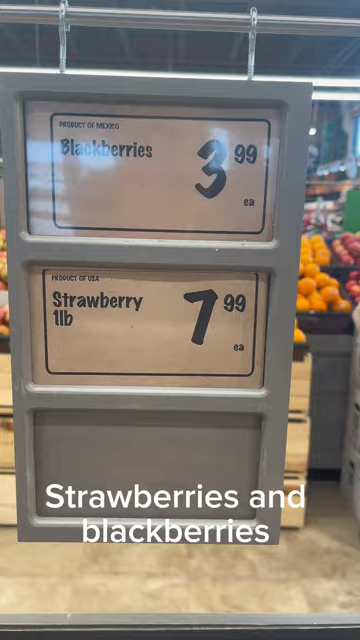 PRODUCT OF MEXICO
Blackberries
3 99
ea
PRODUCT OF USA
Strawberry
1lb
7 99
ea
Strawberries and
blackberries